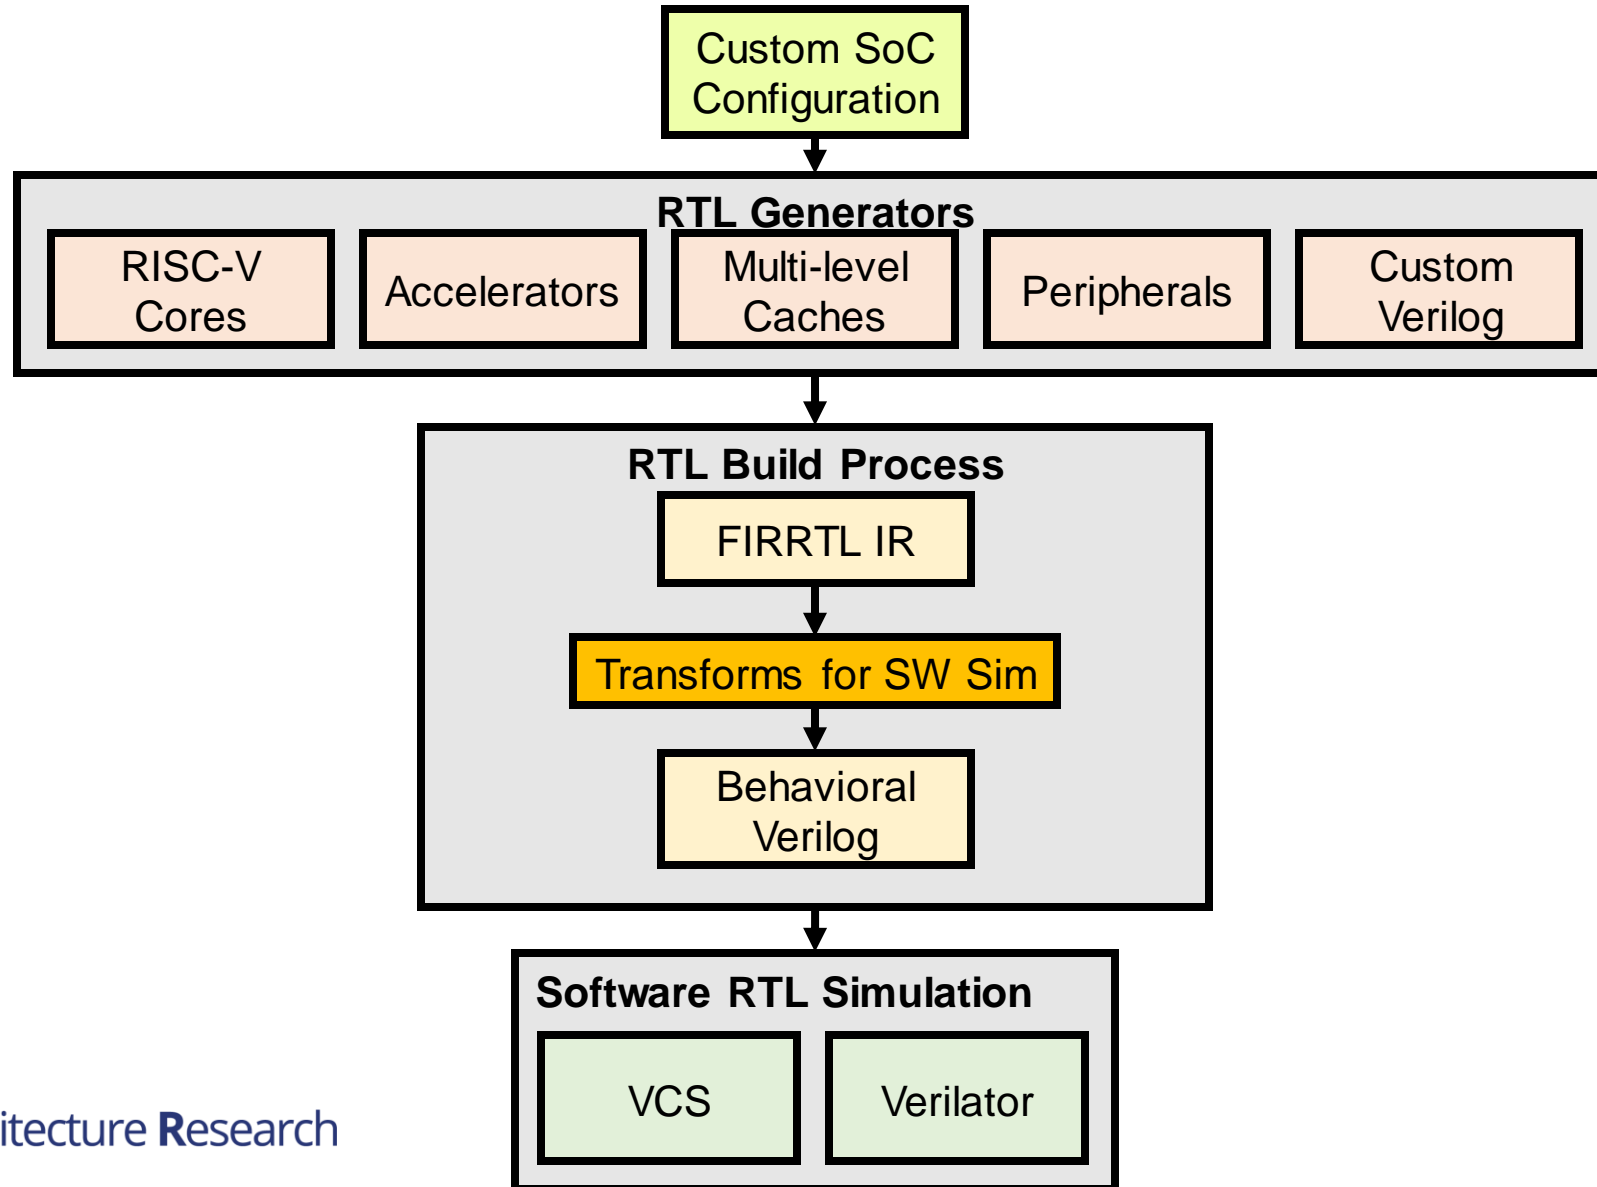 Custom SoC
Configuration
RTL Generators
RISC-V
Cores
Accelerators
Multi-level
Caches
Peripherals
Custom
Verilog
RTL Build Process
FIRRTL IR
Transforms for SW Sim
Behavioral
Verilog
Software RTL Simulation
VCS
Verilator
itecture Research